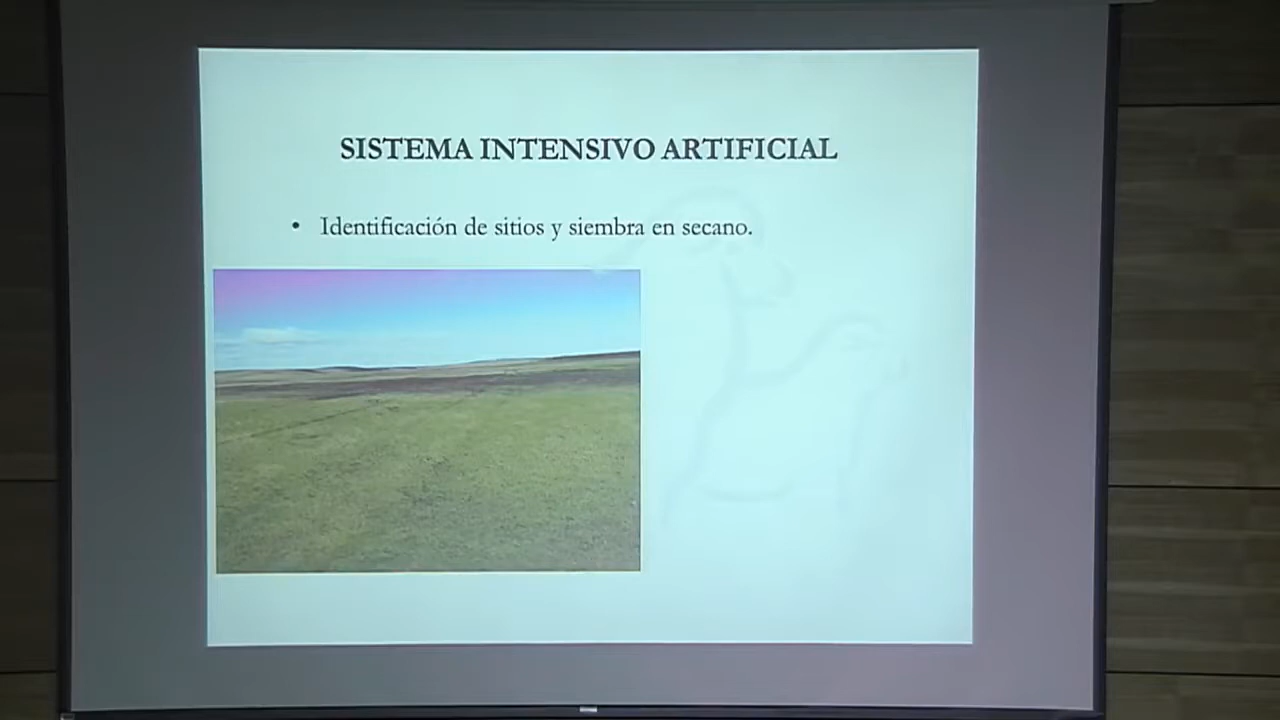 SISTEMA INTENSIVO ARTIFICIAL
• Identificación de sitios y siembra en secano.